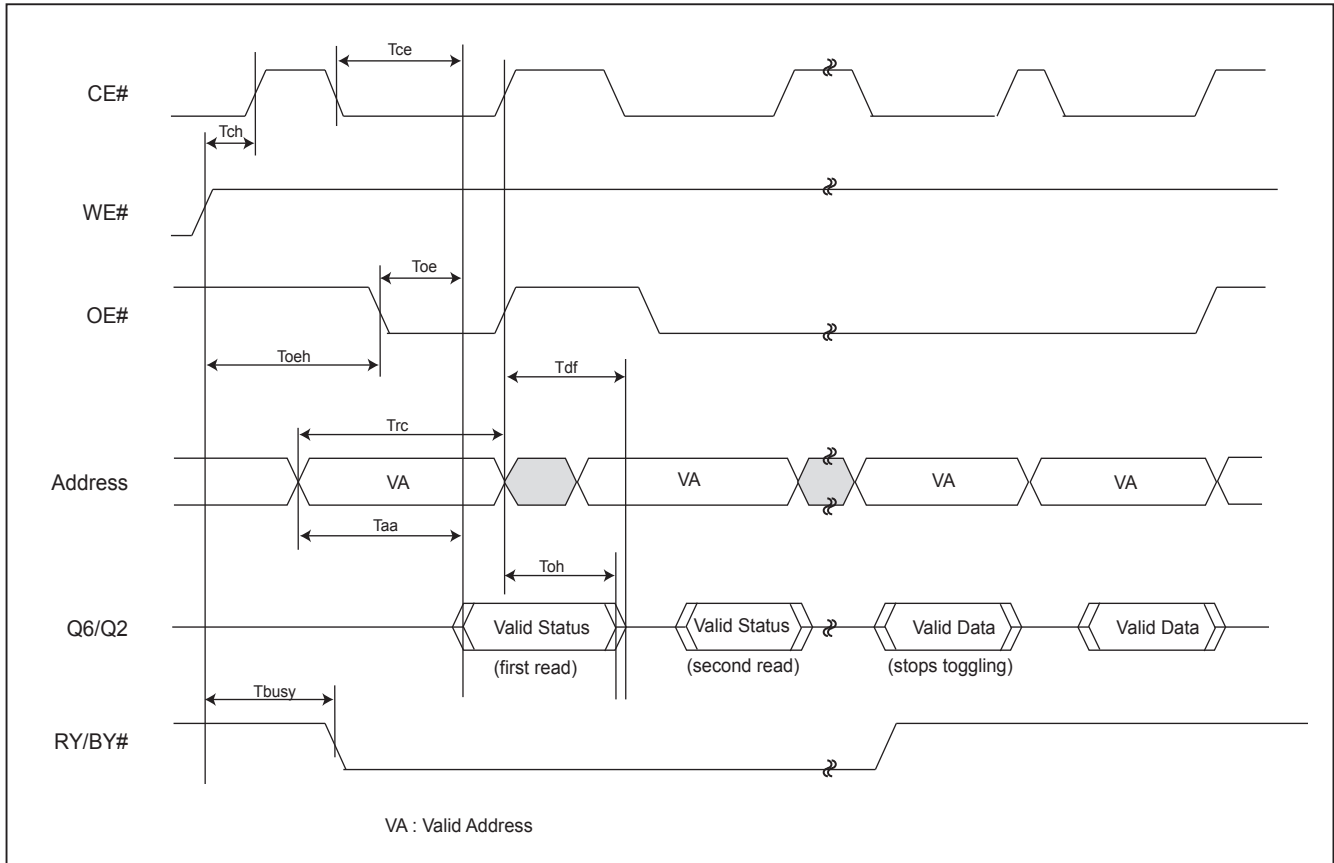 Tce
CE#
Tch
WE#
Toe
OE#
Toeh
Tdf
Trc
Address
VA
VA
VA
VA
Taa
Toh
Q6/Q2
Valid Status
Valid Status
Valid Data
Valid Data
(first read)
(second read)
(stops toggling)
Tbusy
RY/BY#
VA : Valid Address